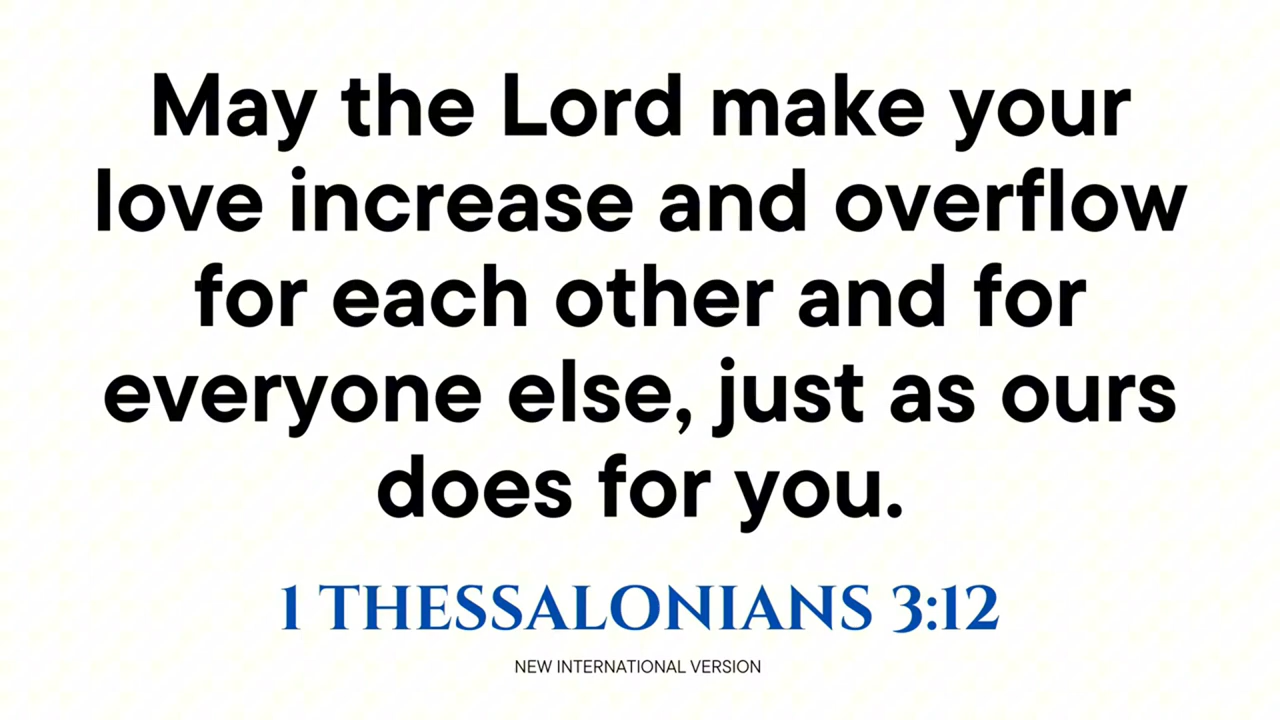 May the Lord make your
love increase and overflow
for each other and for
everyone else, just as ours
does for you.
1 THESSALONIANS 3:12
NEW INTERNATIONAL VERSION